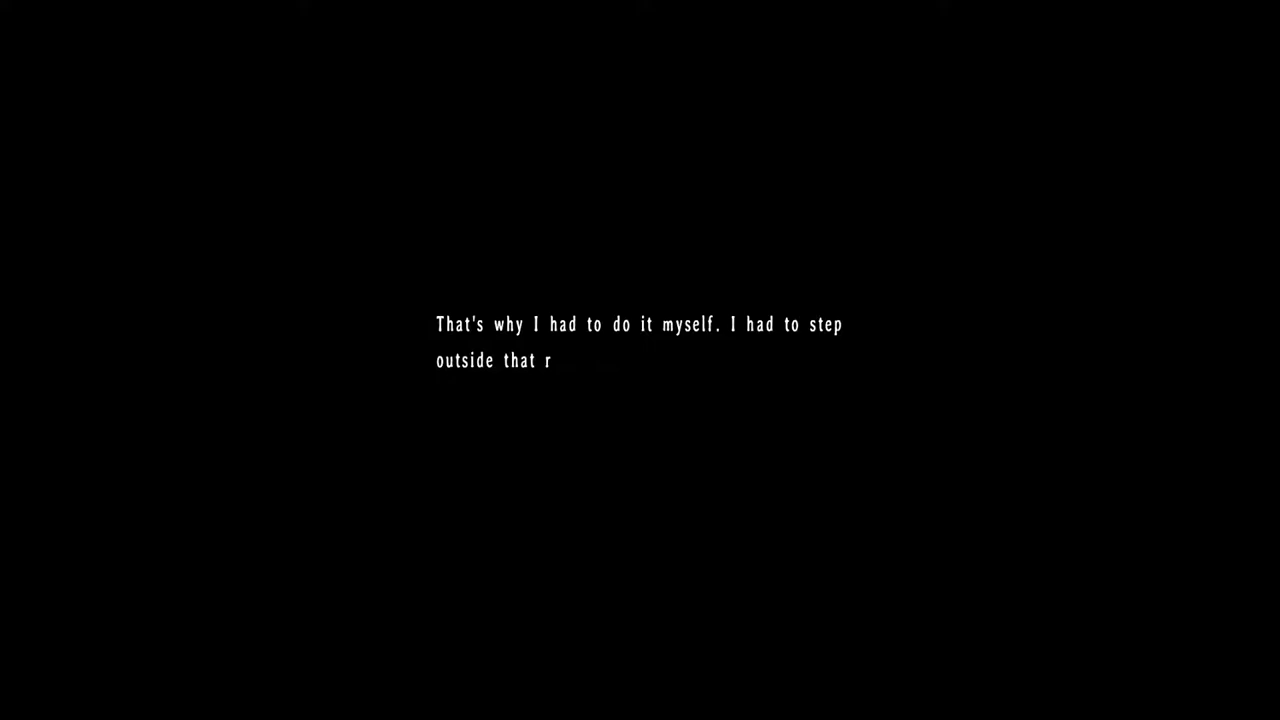 That's why I had to do it myself. I had to step
outside that r